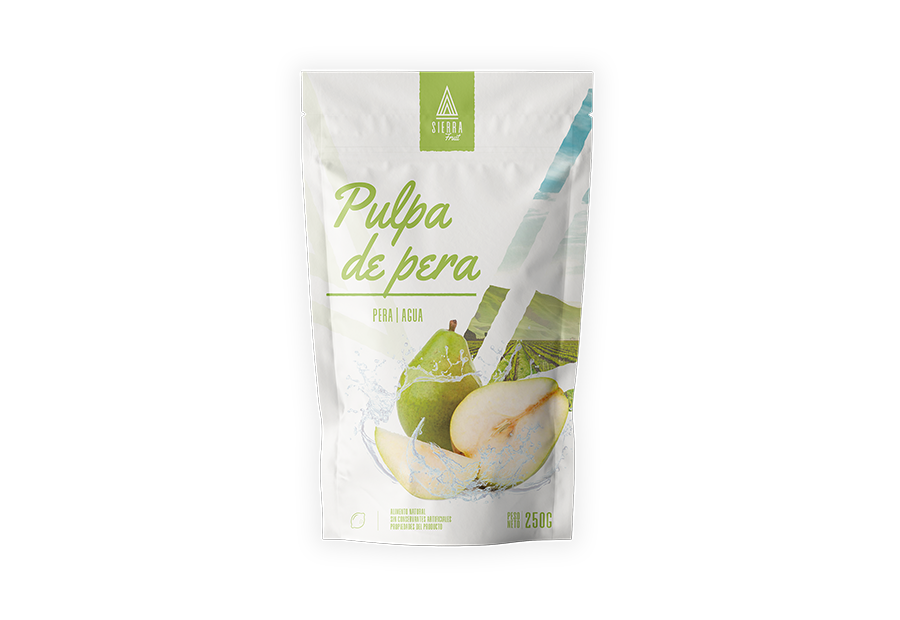 SIERRA
Fruit
Pulpa
de pera
PERA | AGUA
ALIMENTO NATURAL
SIN CONSERVANTES ARTIFICIALES
PROPIEDADES DEL PRODUCTO
PESO
NETO 250G